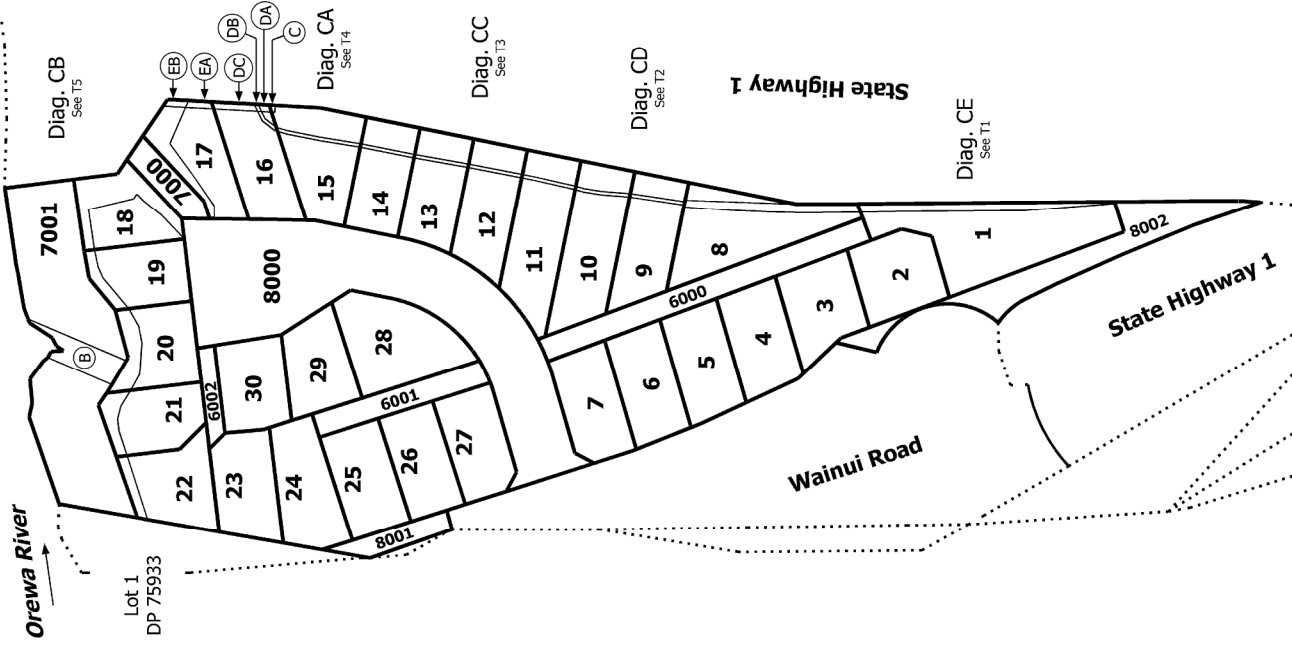 Orewa River
Lot 1
DP 75933
Diag. CB
See T5
EB
EA
DC
DB
DA
C
Diag. CA
See T4
Diag. CC
See T3
Diag. CD
See T2
State Highway 1
Diag. CE
See T1
7001
B
18
7000
17
16
19
20
21
22
8000
6002
30
29
28
23
24
25
26
27
6001
8001
15
14
13
12
11
10
9
8
6000
7
6
5
4
3
2
1
8002
Wainui Road
State Highway 1